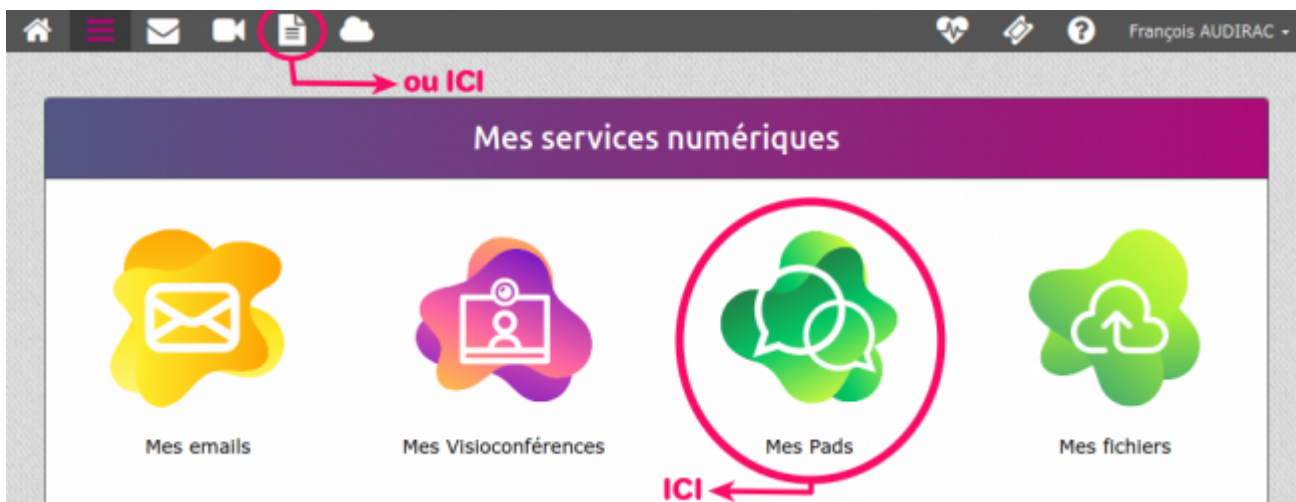 François AUDIRAC
ou ICI
Mes services numériques
Mes emails
Mes Visioconférences
Mes Pads
Mes fichiers
ICI